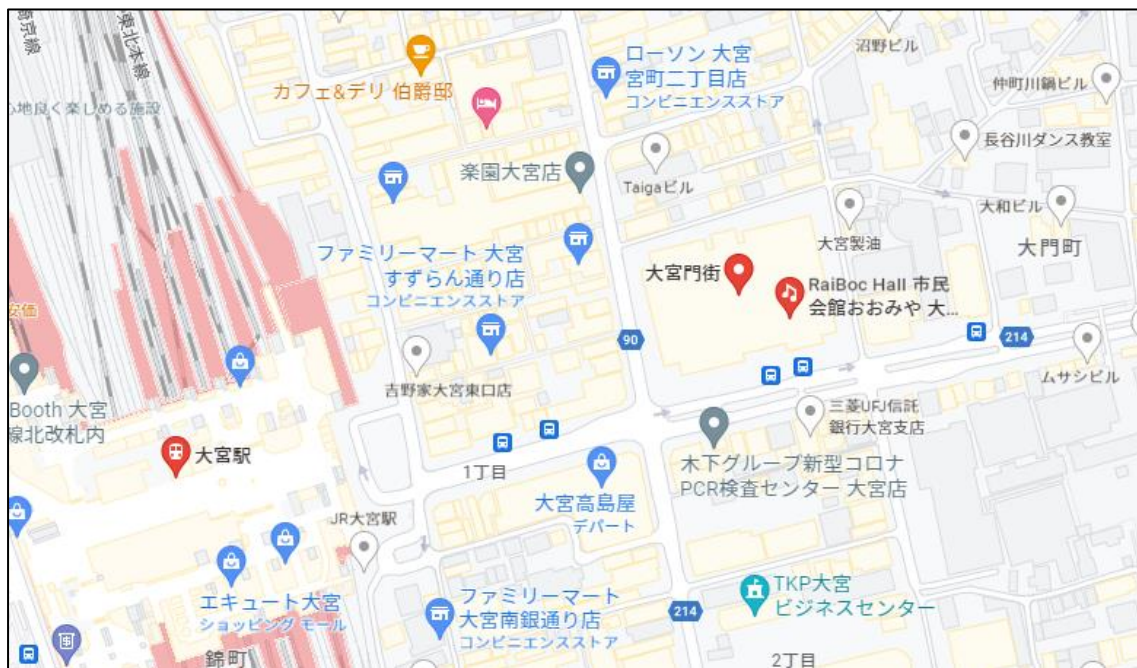 高京線
東北本線
心地良く楽しめる施設
カフェ&デリ 伯爵邸
ローソン 大宮
宮町二丁目店
コンビニエンスストア
沼野ビル
仲町川鍋ビル
長谷川ダンス教室
楽園大宮店
Taigaビル
大宮製油
大和ビル
大門町
ファミリーマート 大宮
すずらん通り店
コンビニエンスストア
大宮門街
RaiBoc Hall 市民
会館おおみや 大...
安価
90
214
吉野家大宮東口店
ムサシビル
Booth 大宮
線北改札内
三菱UFJ信託
銀行大宮支店
大宮駅
1丁目
木下グループ新型コロナ
PCR検査センター 大宮店
大宮高島屋
デパート
JR大宮駅
エキュート大宮
ショッピング モール
ファミリーマート
大宮南銀通り店
コンビニエンスストア
214
TKP大宮
ビジネスセンター
錦町
2丁目